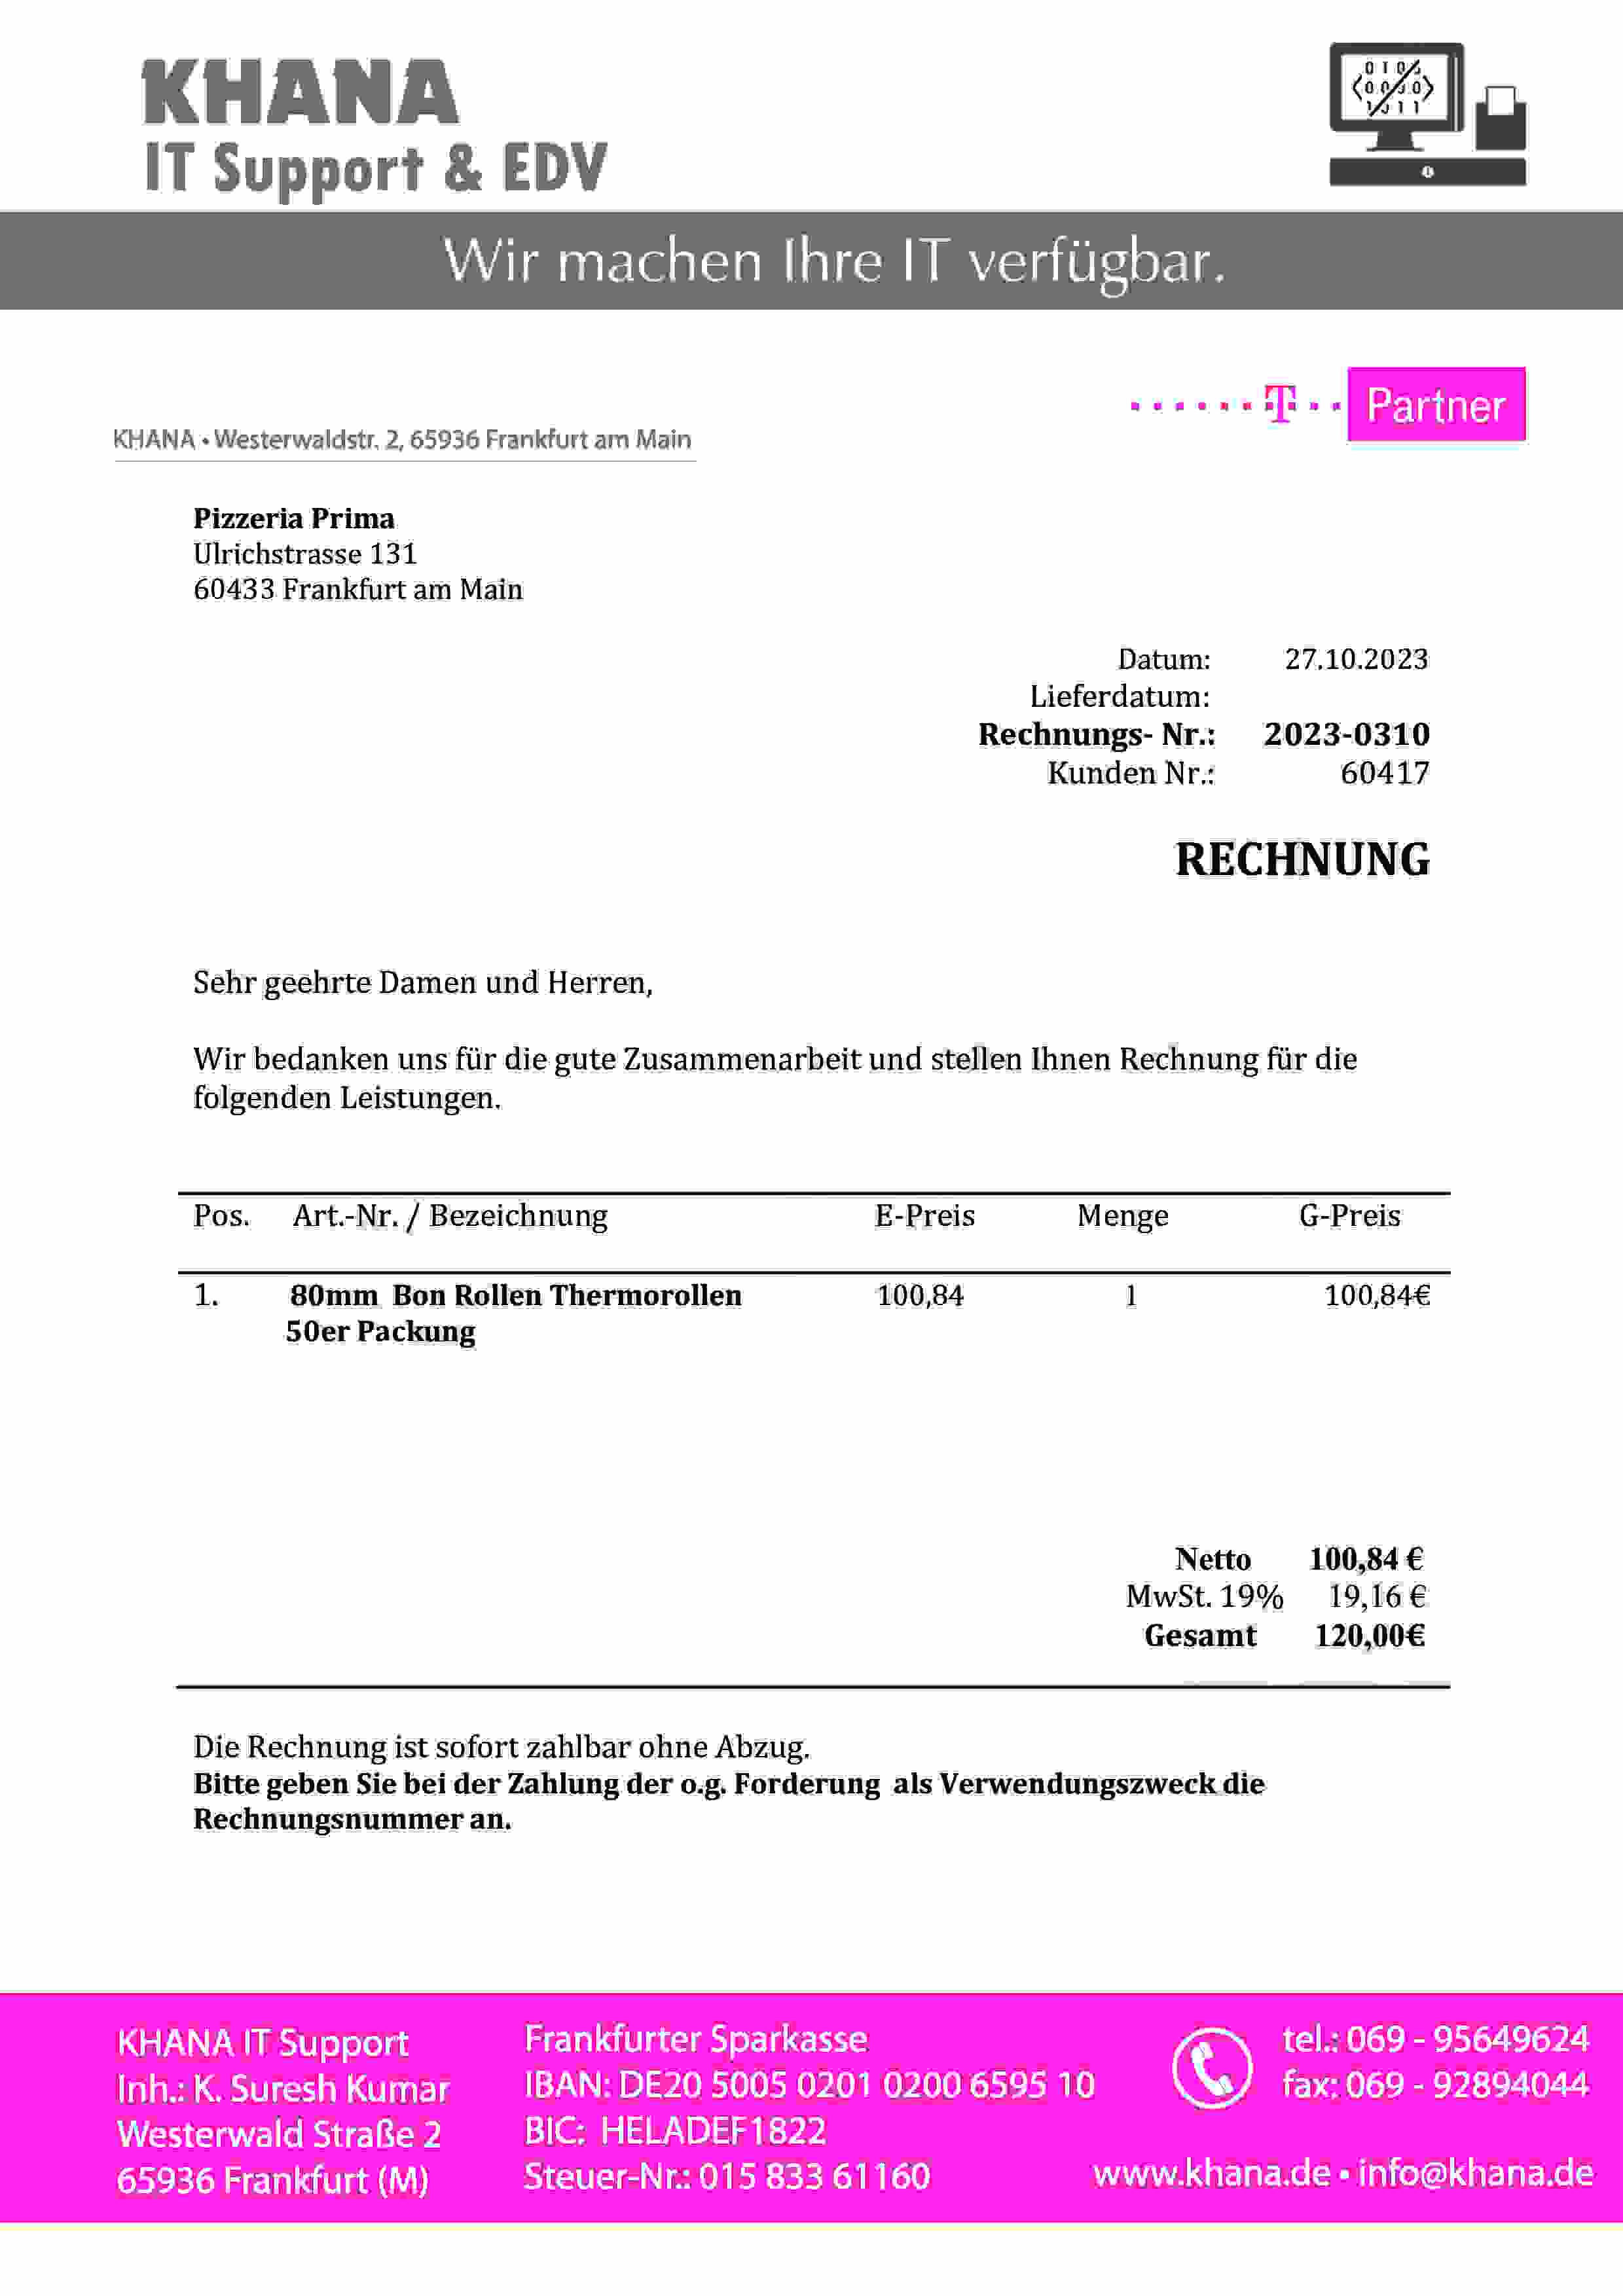 KHANA
IT Support & EDV
Wir machen Ihre IT verfügbar.
T Partner
KHANA • Westerwaldstr. 2, 65936 Frankfurt am Main
Pizzeria Prima
Ulrichstrasse 131
60433 Frankfurt am Main
Datum: 27.10.2023
Lieferdatum:
Rechnungs- Nr.: 2023-0310
Kunden Nr.: 60417
RECHNUNG
Sehr geehrte Damen und Herren,
Wir bedanken uns für die gute Zusammenarbeit und stellen Ihnen Rechnung für die
folgenden Leistungen.
Pos. Art.-Nr. / Bezeichnung E-Preis Menge G-Preis
1. 80mm Bon Rollen Thermorollen 100,84 1 100,84€
50er Packung
Netto 100,84 €
MwSt. 19% 19,16 €
Gesamt 120,00€
Die Rechnung ist sofort zahlbar ohne Abzug.
Bitte geben Sie bei der Zahlung der o.g. Forderung als Verwendungszweck die
Rechnungsnummer an.
KHANA IT Support
Inh.: K. Suresh Kumar
Westerwald Straße 2
65936 Frankfurt (M)
Frankfurter Sparkasse
IBAN: DE20 5005 0201 0200 6595 10
BIC: HELADEF1822
Steuer-Nr.: 015 833 61160
tel.: 069 - 95649624
fax: 069 - 92894044
www.khana.de • info@khana.de